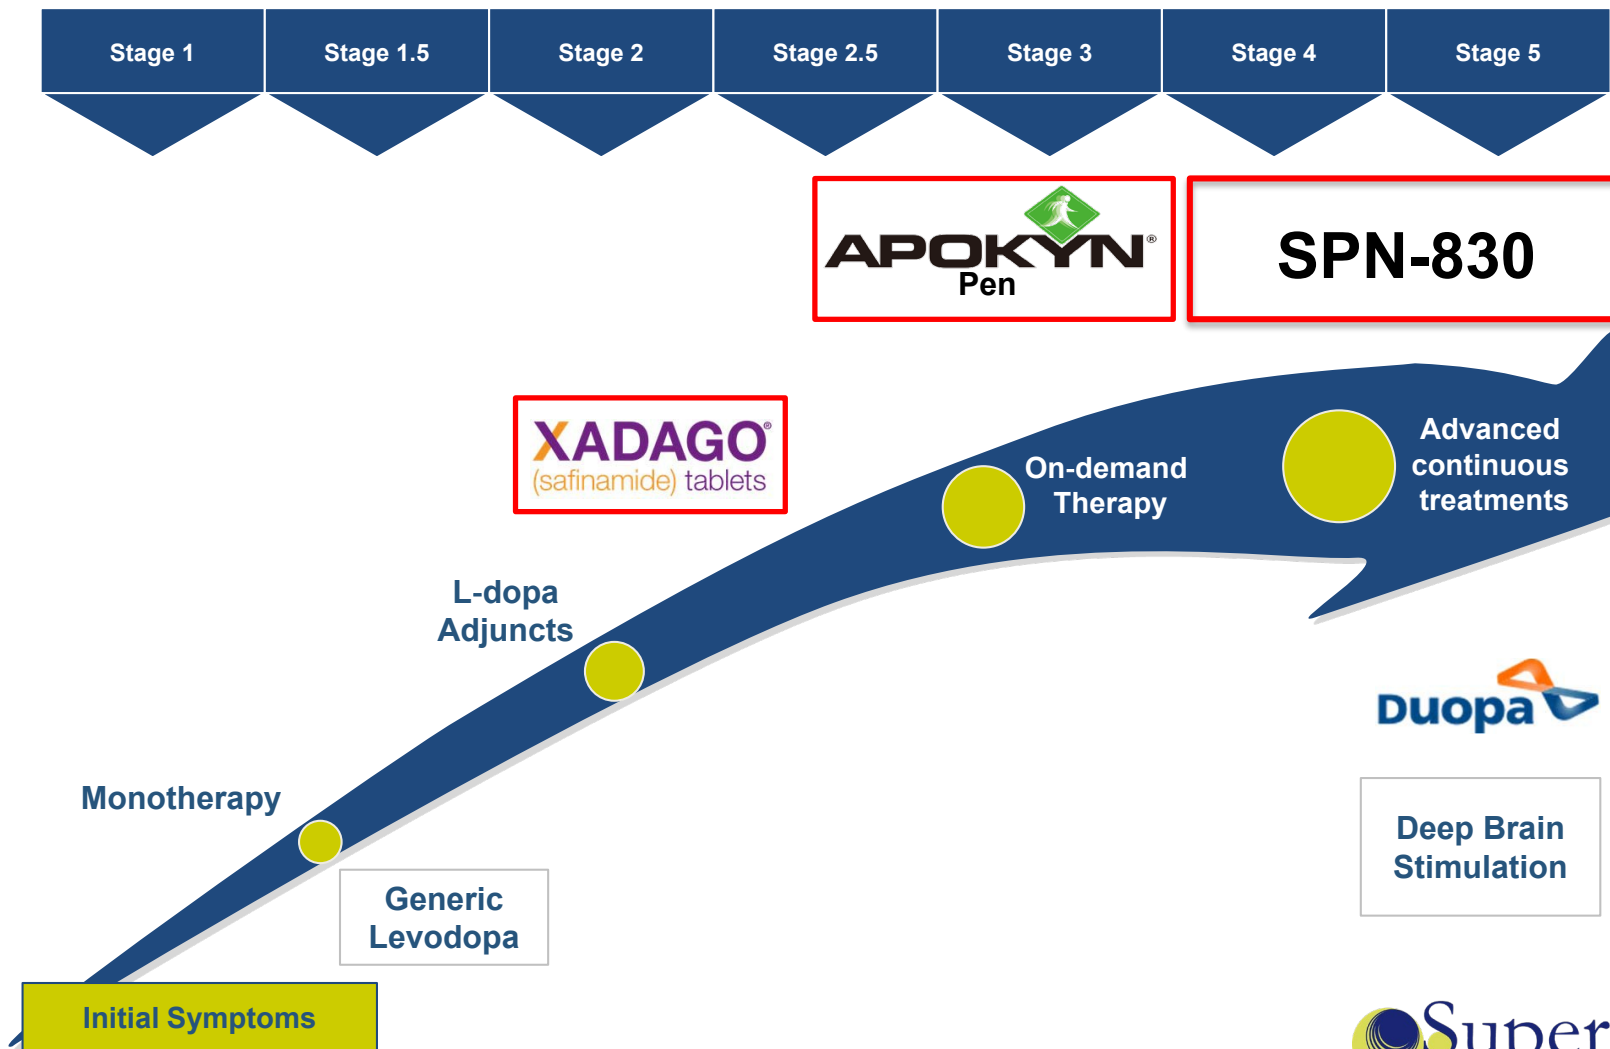 Stage 1
Stage 1.5
Stage 2
Stage 2.5
Stage 3
Stage 4
Stage 5
APOKYN®
Pen
SPN-830
XADAGO®
(safinamide) tablets
Advanced
continuous
treatments
On-demand
Therapy
L-dopa
Adjuncts
Duopa
Monotherapy
Deep Brain
Stimulation
Generic
Levodopa
Initial Symptoms
Super